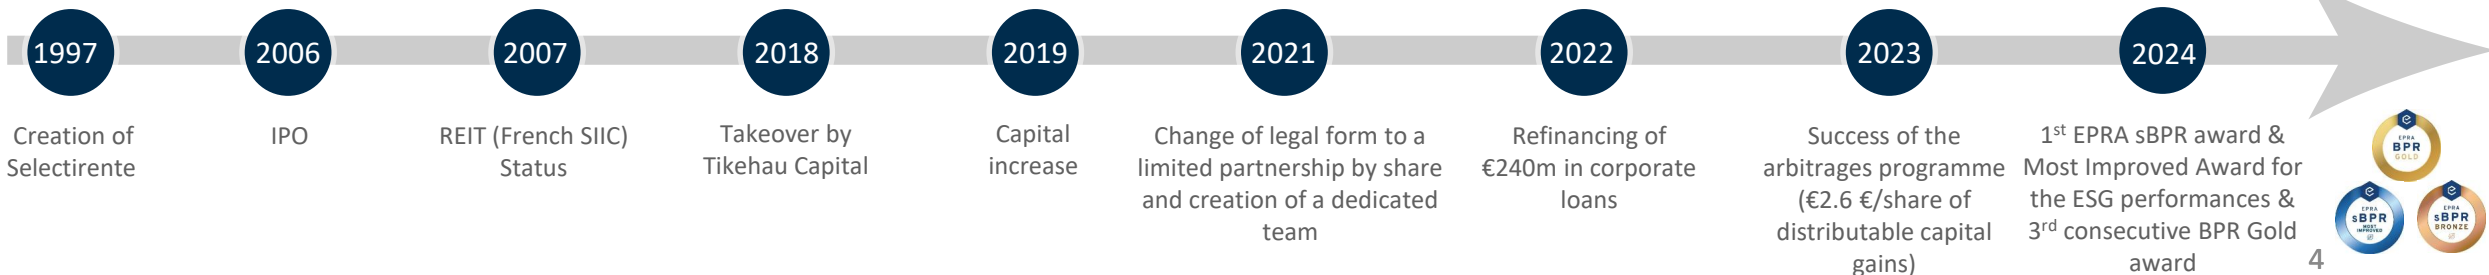 1997
2006
2007
2018
2019
2021
2022
2023
2024
Creation of
Selectirente
IPO
REIT (French SIIC)
Status
Takeover by
Tikehau Capital
Capital
increase
Change of legal form to a
limited partnership by share
and creation of a dedicated
team
Refinancing of
€240m in corporate
loans
Success of the
arbitrages programme
(€2.6 €/share of
distributable capital
gains)
1st EPRA sBPR award &
Most Improved Award for
the ESG performances &
3rd consecutive BPR Gold
award
EPRA
BPR
GOLD
EPRA
sBPR
MOST
IMPROVED
EPRA
sBPR
BRONZE
4